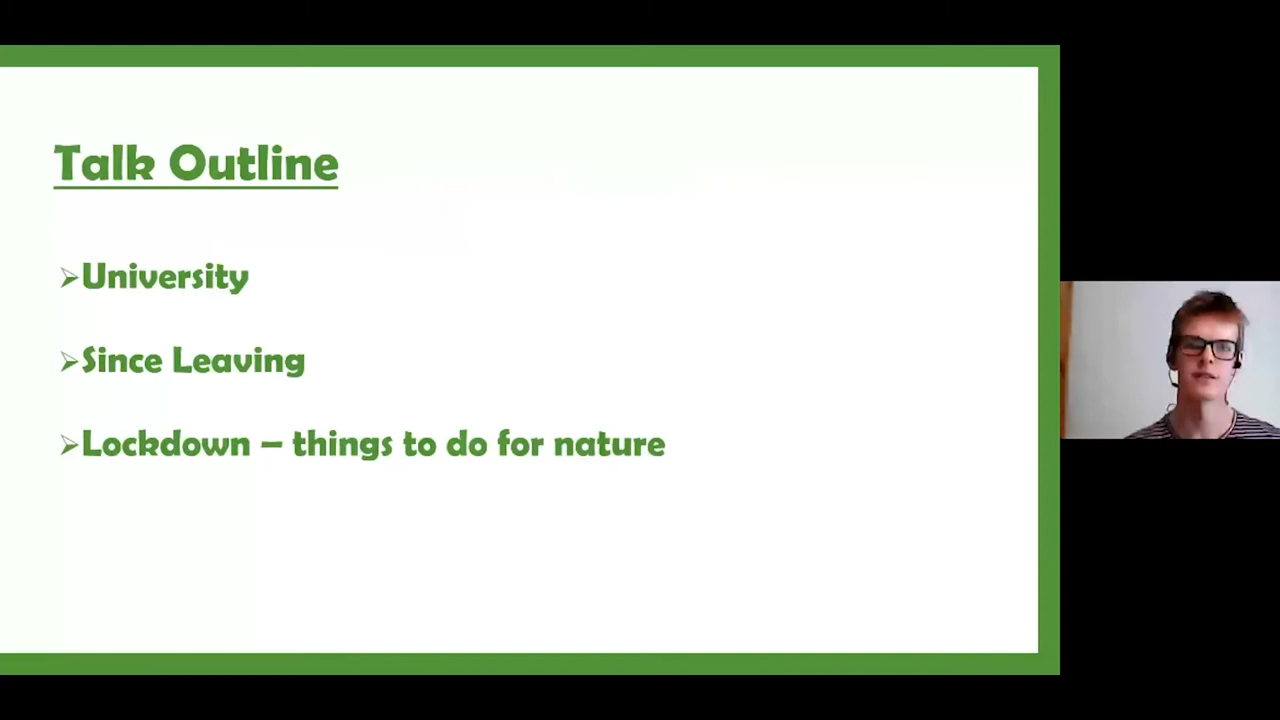 Talk Outline
➢University
➢Since Leaving
➢Lockdown – things to do for nature